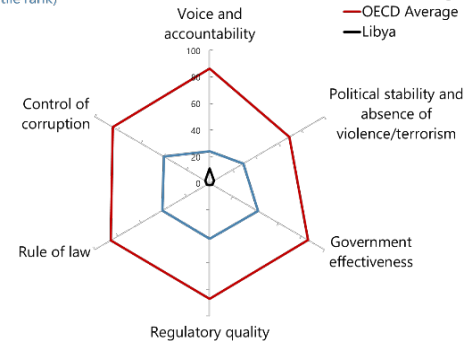 tile rank)
OECD Average
Libya
Voice and
accountability
100
80
60
40
20
0
Political stability and
absence of
violence/terrorism
Control of
corruption
Government
effectiveness
Rule of law
Regulatory quality